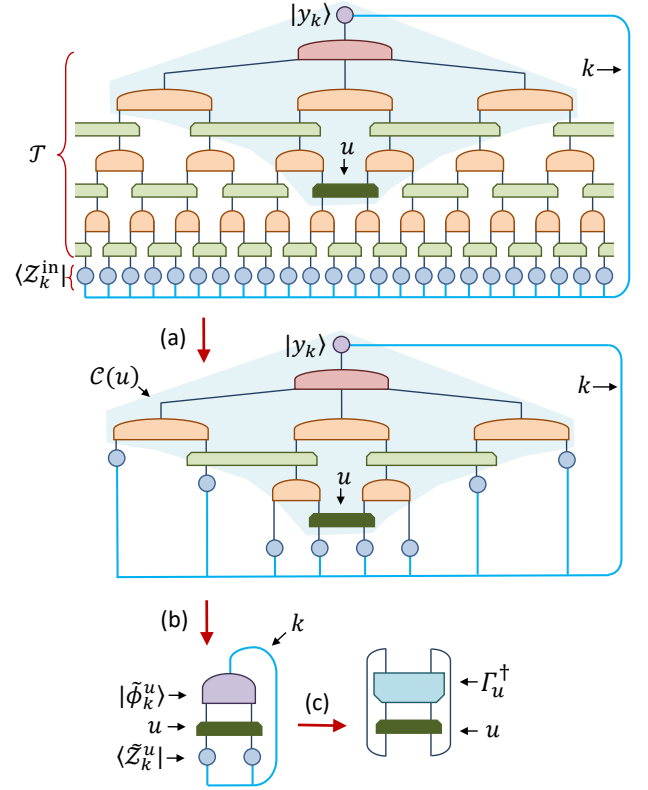 |y_k⟩
k
𝒯
u
⟨𝒵_k^in|
(a)
|y_k⟩
𝒞(u)
k
u
(b)
k
|ϕ̃_k^u⟩
(c)
Γ_u^†
u
u
⟨𝒵̃_k^u|